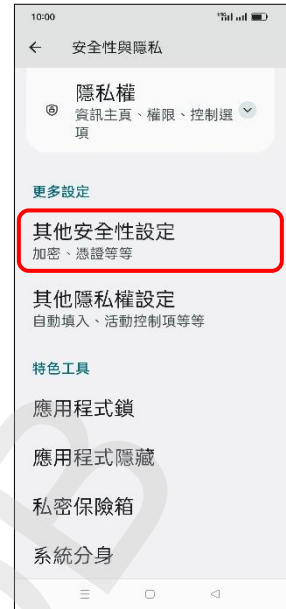 10:00
安全性與隱私
隱私權
資訊主頁、權限、控制選
項
更多設定
其他安全性設定
加密、憑證等等
其他隱私權設定
自動填入、活動控制項等等
特色工具
應用程式鎖
應用程式隱藏
私密保險箱
系統分身